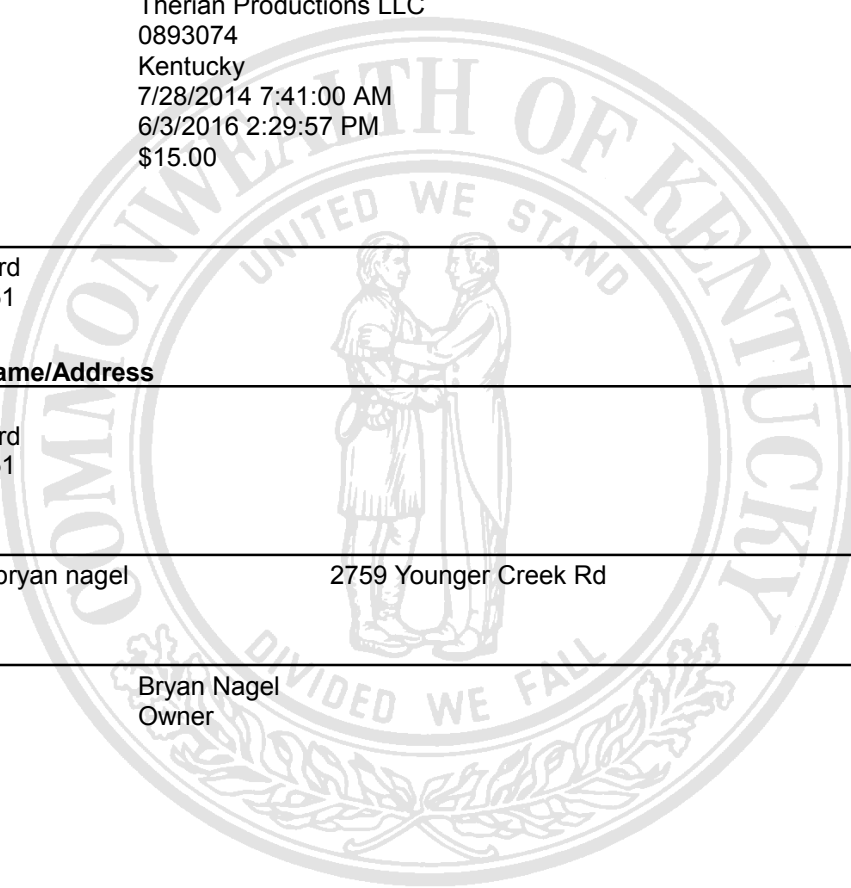 Therian Productions LLC
0893074
Kentucky
7/28/2014 7:41:00 AM
6/3/2016 2:29:57 PM
$15.00
COMMONWEALTH OF KENTUCKY
UNITED WE STAND
rd
ame/Address
rd
bryan nagel 2759 Younger Creek Rd
DIVIDED WE FALL
Bryan Nagel
Owner